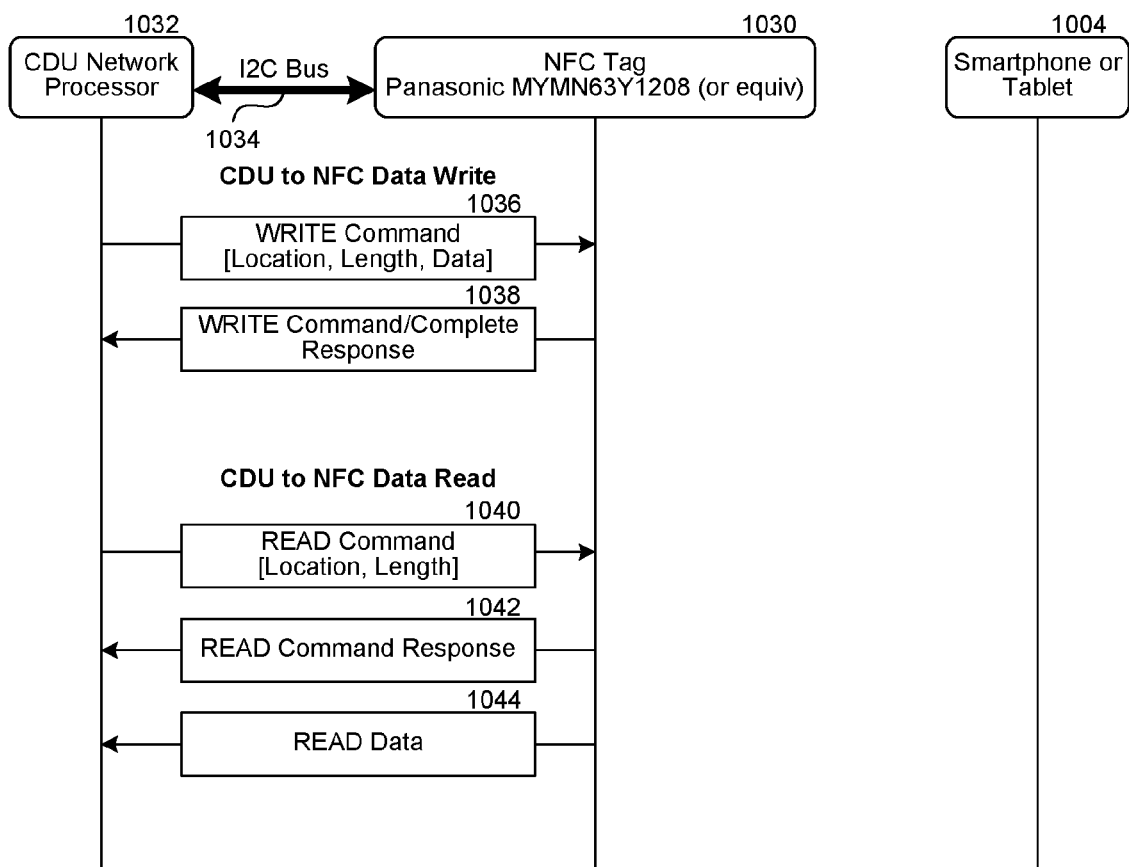 1032
CDU Network
Processor
I2C Bus
1034
1030
NFC Tag
Panasonic MYMN63Y1208 (or equiv)
1004
Smartphone or
Tablet
CDU to NFC Data Write
1036
WRITE Command
[Location, Length, Data]
1038
WRITE Command/Complete
Response
CDU to NFC Data Read
1040
READ Command
[Location, Length]
1042
READ Command Response
1044
READ Data